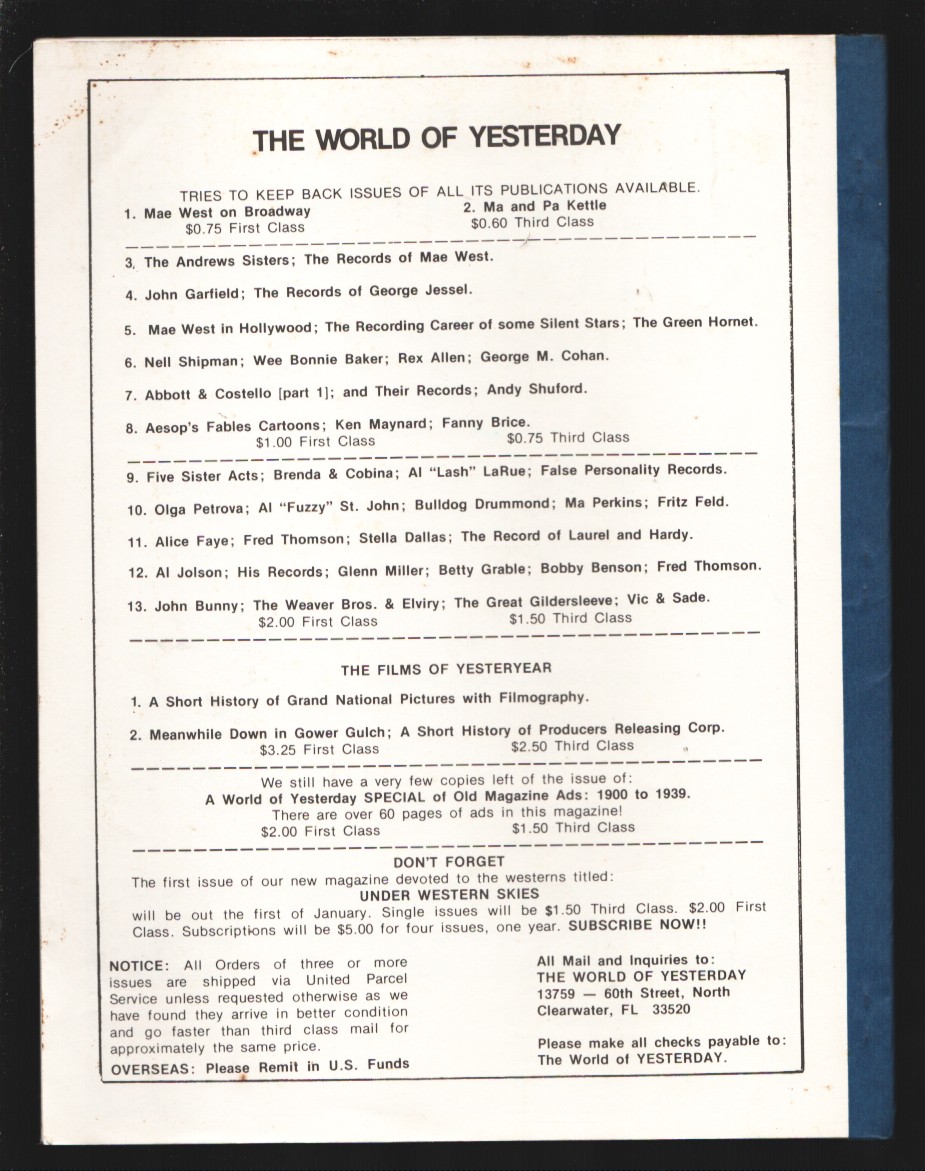 THE WORLD OF YESTERDAY
TRIES TO KEEP BACK ISSUES OF ALL ITS PUBLICATIONS AVAILABLE.
1. Mae West on Broadway 2. Ma and Pa Kettle
$0.75 First Class $0.60 Third Class
3. The Andrews Sisters; The Records of Mae West.
4. John Garfield; The Records of George Jessel.
5. Mae West in Hollywood; The Recording Career of some Silent Stars; The Green Hornet.
6. Nell Shipman; Wee Bonnie Baker; Rex Allen; George M. Cohan.
7. Abbott & Costello [part 1]; and Their Records; Andy Shuford.
8. Aesop's Fables Cartoons; Ken Maynard; Fanny Brice.
$1.00 First Class $0.75 Third Class
9. Five Sister Acts; Brenda & Cobina; Al "Lash" LaRue; False Personality Records.
10. Olga Petrova; Al "Fuzzy" St. John; Bulldog Drummond; Ma Perkins; Fritz Feld.
11. Alice Faye; Fred Thomson; Stella Dallas; The Record of Laurel and Hardy.
12. Al Jolson; His Records; Glenn Miller; Betty Grable; Bobby Benson; Fred Thomson.
13. John Bunny; The Weaver Bros. & Elviry; The Great Gildersleeve; Vic & Sade.
$2.00 First Class $1.50 Third Class
THE FILMS OF YESTERYEAR
1. A Short History of Grand National Pictures with Filmography.
2. Meanwhile Down in Gower Gulch; A Short History of Producers Releasing Corp.
$3.25 First Class $2.50 Third Class
We still have a very few copies left of the issue of:
A World of Yesterday SPECIAL of Old Magazine Ads: 1900 to 1939.
There are over 60 pages of ads in this magazine!
$2.00 First Class $1.50 Third Class
DON'T FORGET
The first issue of our new magazine devoted to the westerns titled:
UNDER WESTERN SKIES
will be out the first of January. Single issues will be $1.50 Third Class. $2.00 First
Class. Subscriptions will be $5.00 for four issues, one year. SUBSCRIBE NOW!!
NOTICE: All Orders of three or more
issues are shipped via United Parcel
Service unless requested otherwise as we
have found they arrive in better condition
and go faster than third class mail for
approximately the same price.
OVERSEAS: Please Remit in U.S. Funds
All Mail and Inquiries to:
THE WORLD OF YESTERDAY
13759 — 60th Street, North
Clearwater, FL 33520
Please make all checks payable to:
The World of YESTERDAY.